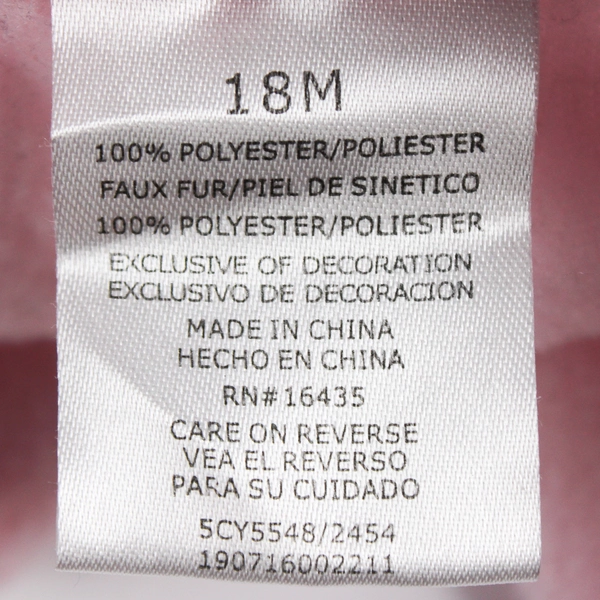 18M
100% POLYESTER/POLIESTER
FAUX FUR/PIEL DE SINETICO
100% POLYESTER/POLIESTER
EXCLUSIVE OF DECORATION
EXCLUSIVO DE DECORACION
MADE IN CHINA
HECHO EN CHINA
RN#16435
CARE ON REVERSE
VEA EL REVERSO
PARA SU CUIDADO
5CY5548/2454
190716002211